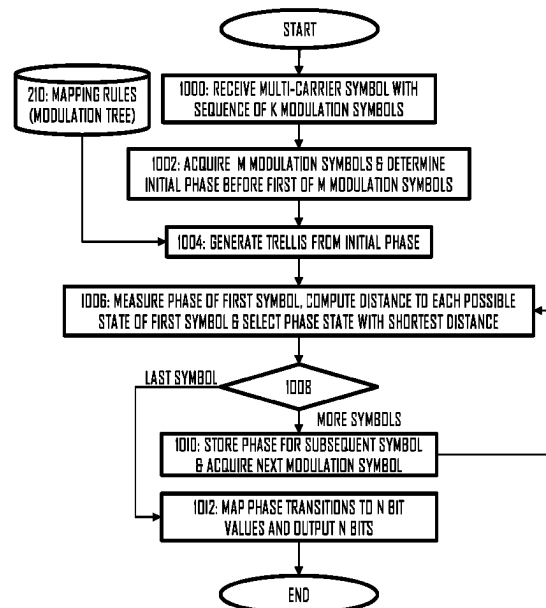 START
210: MAPPING RULES
(MODULATION TREE)
1000: RECEIVE MULTI-CARRIER SYMBOL WITH
SEQUENCE OF K MODULATION SYMBOLS
1002: ACQUIRE M MODULATION SYMBOLS & DETERMINE
INITIAL PHASE BEFORE FIRST OF M MODULATION SYMBOLS
1004: GENERATE TRELLIS FROM INITIAL PHASE
1006: MEASURE PHASE OF FIRST SYMBOL, COMPUTE DISTANCE TO EACH POSSIBLE
STATE OF FIRST SYMBOL & SELECT PHASE STATE WITH SHORTEST DISTANCE
LAST SYMBOL
1008
MORE SYMBOLS
1010: STORE PHASE FOR SUBSEQUENT SYMBOL
& ACQUIRE NEXT MODULATION SYMBOL
1012: MAP PHASE TRANSITIONS TO N BIT
VALUES AND OUTPUT N BITS
END